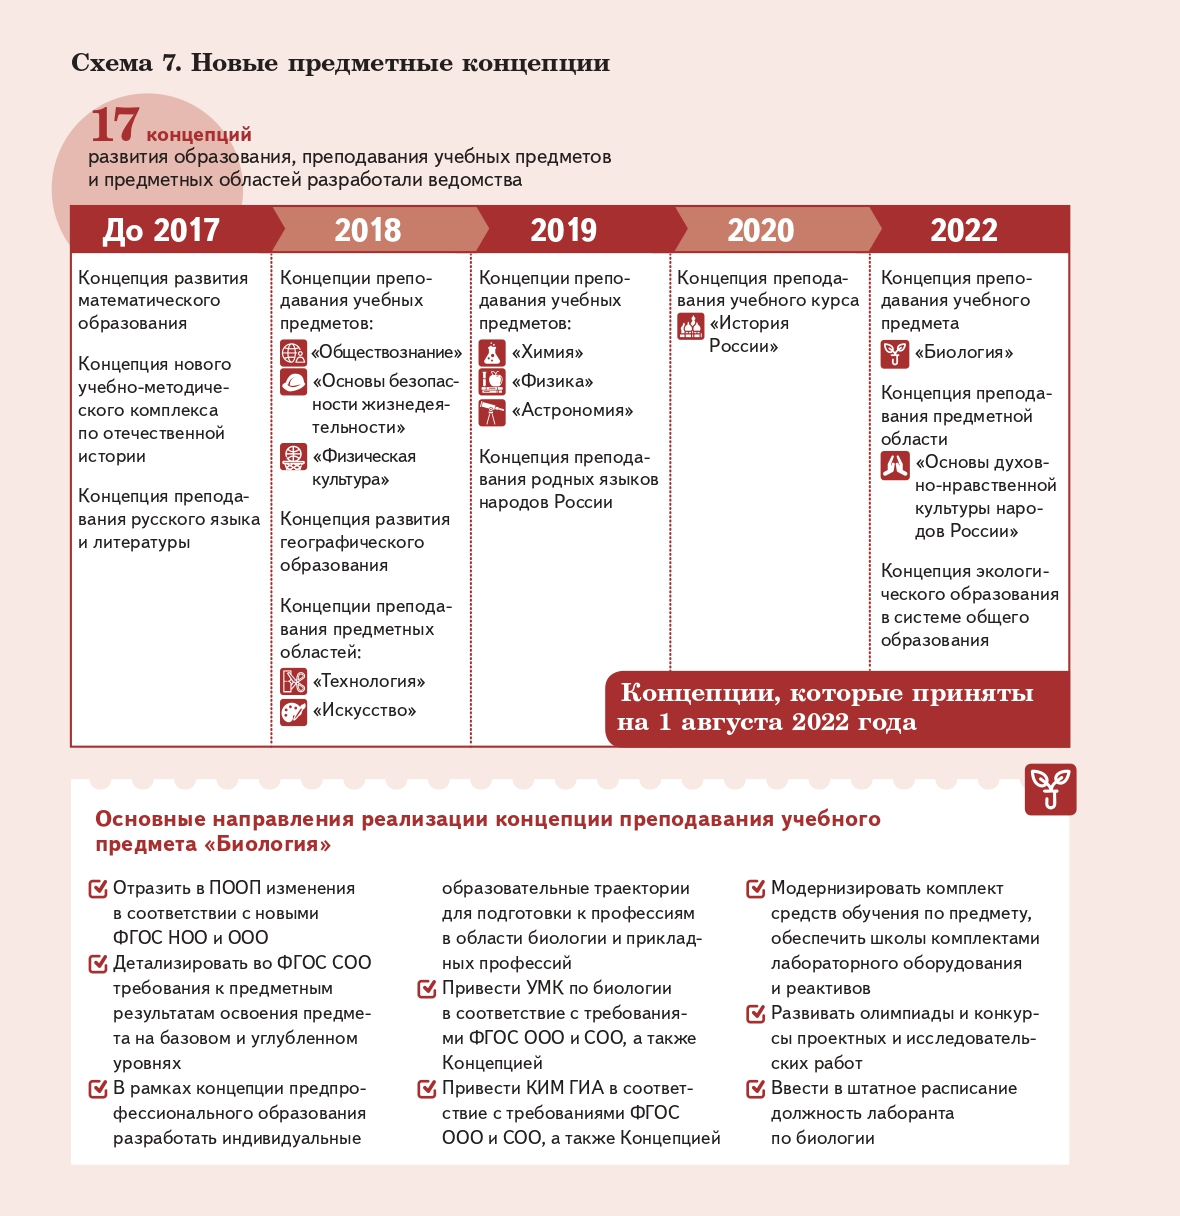 Схема 7. Новые предметные концепции
17 концепций
развития образования, преподавания учебных предметов
и предметных областей разработали ведомства
До 2017
Концепция развития
математического
образования
Концепция нового
учебно-методиче-
ского комплекса
по отечественной
истории
Концепция препода-
вания русского языка
и литературы
2018
Концепции препо-
давания учебных
предметов:
«Обществознание»
«Основы безопас-
ности жизнедея-
тельности»
«Физическая
культура»
Концепция развития
географического
образования
Концепции препода-
вания предметных
областей:
«Технология»
«Искусство»
2019
Концепции препо-
давания учебных
предметов:
«Химия»
«Физика»
«Астрономия»
Концепция препода-
вания родных языков
народов России
2020
Концепция препода-
вания учебного курса
«История
России»
2022
Концепция препо-
давания учебного
предмета
«Биология»
Концепция препода-
вания предметной
области
«Основы духов-
но-нравственной
культуры наро-
дов России»
Концепция экологи-
ческого образования
в системе общего
образования
Концепции, которые приняты
на 1 августа 2022 года
Основные направления реализации концепции преподавания учебного
предмета «Биология»
Отразить в ПООП изменения
в соответствии с новыми
ФГОС НОО и ООО
Детализировать во ФГОС СОО
требования к предметным
результатам освоения предме-
та на базовом и углубленном
уровнях
В рамках концепции предпро-
фессионального образования
разработать индивидуальные
образовательные траектории
для подготовки к профессиям
в области биологии и приклад-
ных профессий
Привести УМК по биологии
в соответствие с требования-
ми ФГОС ООО и СОО, а также
Концепцией
Привести КИМ ГИА в соответ-
ствие с требованиями ФГОС
ООО и СОО, а также Концепцией
Модернизировать комплект
средств обучения по предмету,
обеспечить школы комплектами
лабораторного оборудования
и реактивов
Развивать олимпиады и конкур-
сы проектных и исследователь-
ских работ
Ввести в штатное расписание
должность лаборанта
по биологии